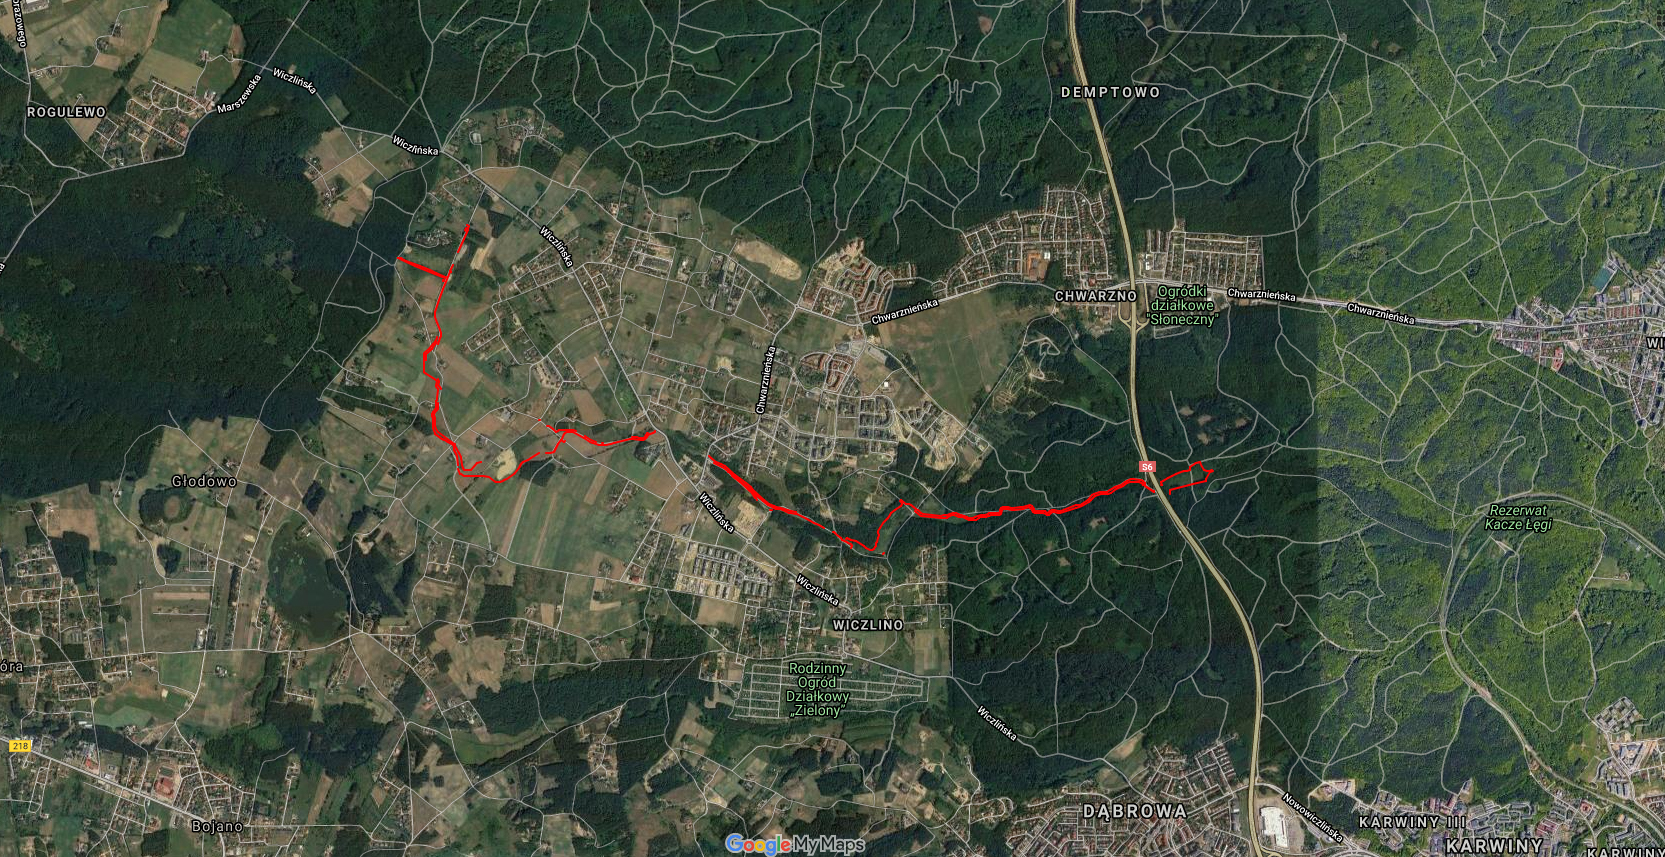 Wiczlińska
Marszewska
ROGULEWO
DEMPTOWO
Wiczlińska
Wiczlińska
Chwarznieńska
CHWARZNO
Ogródki
działkowe
"Słoneczny"
Chwarznieńska
Chwarznieńska
Chwarznieńska
Głodowo
S6
Wiczlińska
Rezerwat
Kacze Łęgi
Wiczlińska
WICZLINO
Rodzinny
Ogród
Działkowy
„Zielony”
Wiczlińska
218
Bojano
DĄBROWA
Nowowiczlińska
KARWINY III
KARWINY
KARWINY
Google My Maps